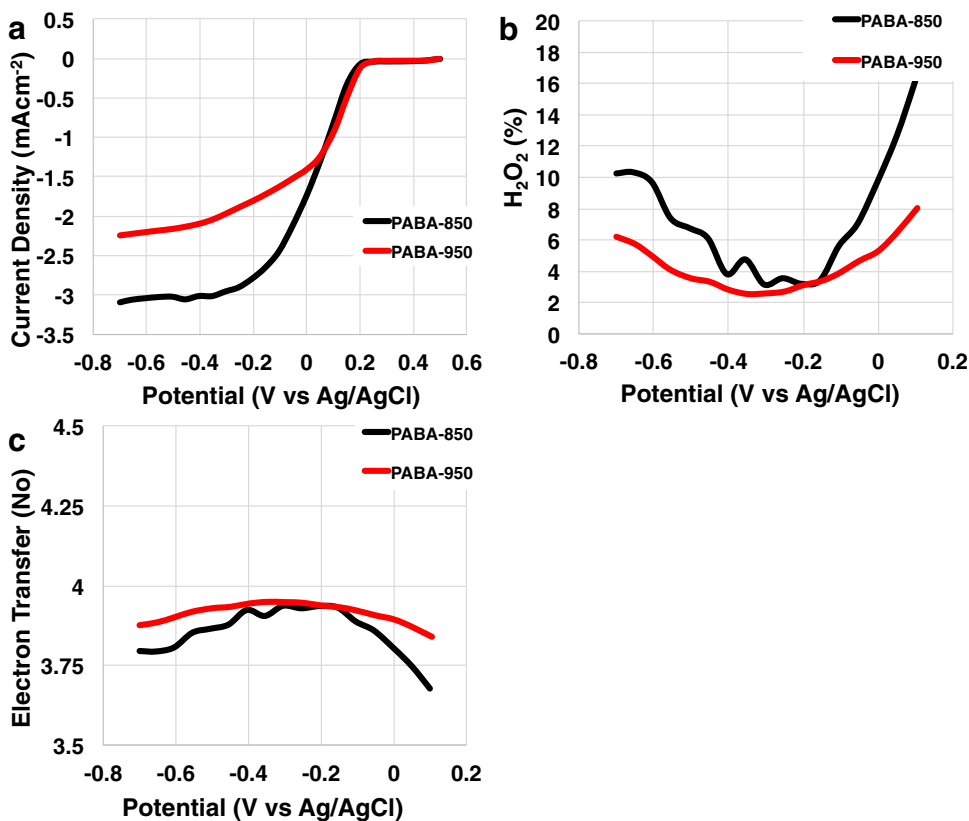 a
0.5
0
-0.5
-1
-1.5
-2
-2.5
-3
-3.5
-0.8 -0.6 -0.4 -0.2 0 0.2 0.4 0.6
Current Density (mAcm⁻²)
Potential (V vs Ag/AgCl)
PABA-850
PABA-950
b
20
18
16
14
12
10
8
6
4
2
0
-0.8 -0.6 -0.4 -0.2 0 0.2
H₂O₂ (%)
Potential (V vs Ag/AgCl)
PABA-850
PABA-950
c
4.5
4.25
4
3.75
3.5
-0.8 -0.6 -0.4 -0.2 0 0.2
Electron Transfer (No)
Potential (V vs Ag/AgCl)
PABA-850
PABA-950